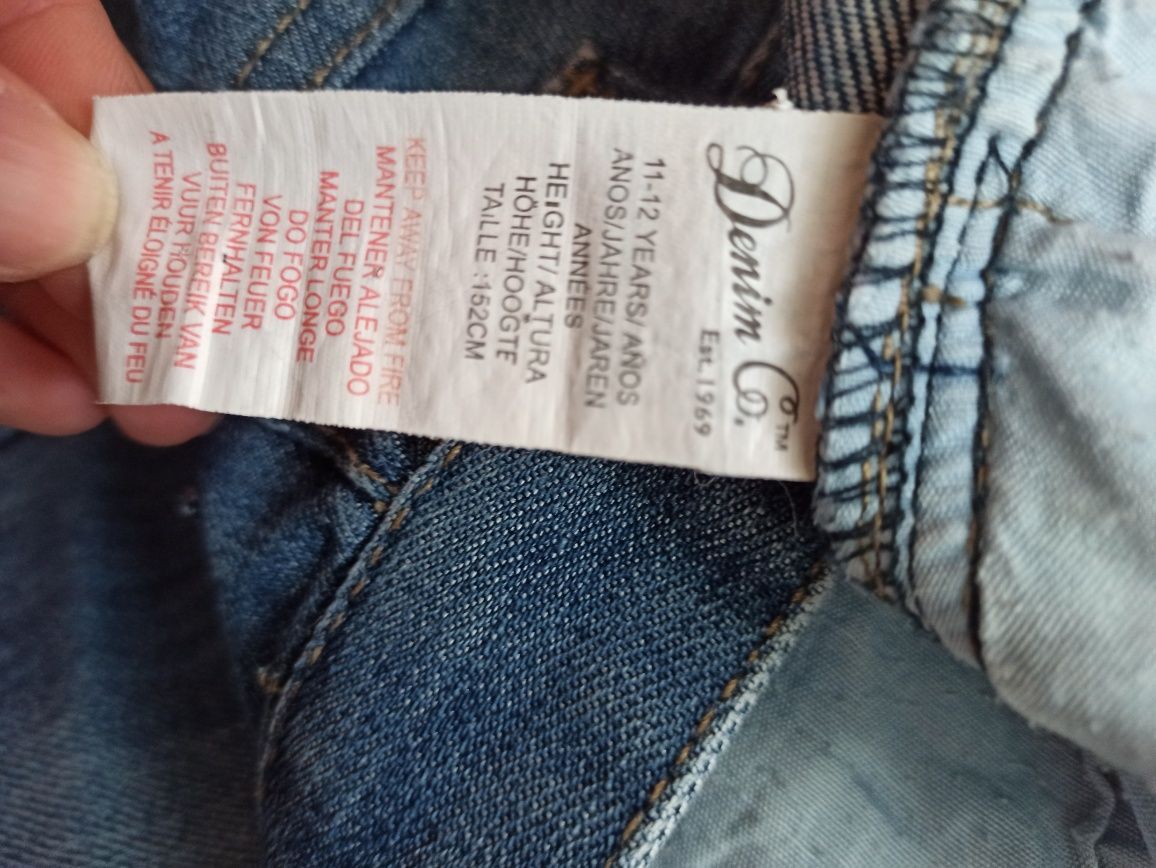 Denim Co.™
Est.1969
11-12 YEARS/ AÑOS
ANOS/JAHRE/JAREN
ANNÉES
HEIGHT/ ALTURA
HÖHE/HOOGTE
TAILLE :152CM
KEEP AWAY FROM FIRE
MANTENER ALEJADO
DEL FUEGO
MANTER LONGE
DO FOGO
VON FEUER
FERNHALTEN
BUITEN BEREIK VAN
VUUR HOUDEN
A TENIR ÉLOIGNÉ DU FEU